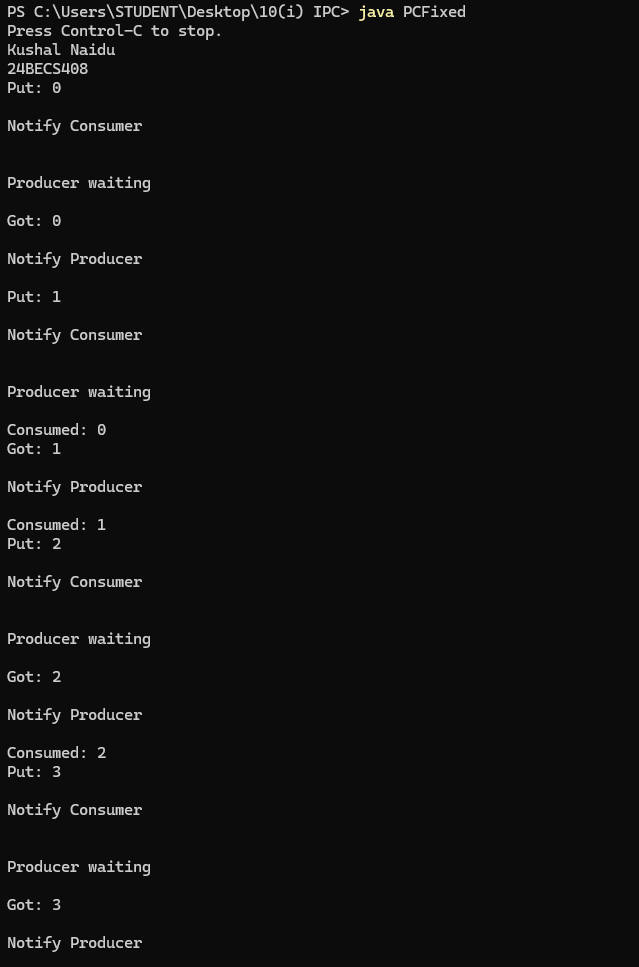 PS C:\Users\STUDENT\Desktop\10(i) IPC> java PCFixed
Press Control-C to stop.
Kushal Naidu
24BECS408
Put: 0
Notify Consumer
Producer waiting
Got: 0
Notify Producer
Put: 1
Notify Consumer
Producer waiting
Consumed: 0
Got: 1
Notify Producer
Consumed: 1
Put: 2
Notify Consumer
Producer waiting
Got: 2
Notify Producer
Consumed: 2
Put: 3
Notify Consumer
Producer waiting
Got: 3
Notify Producer